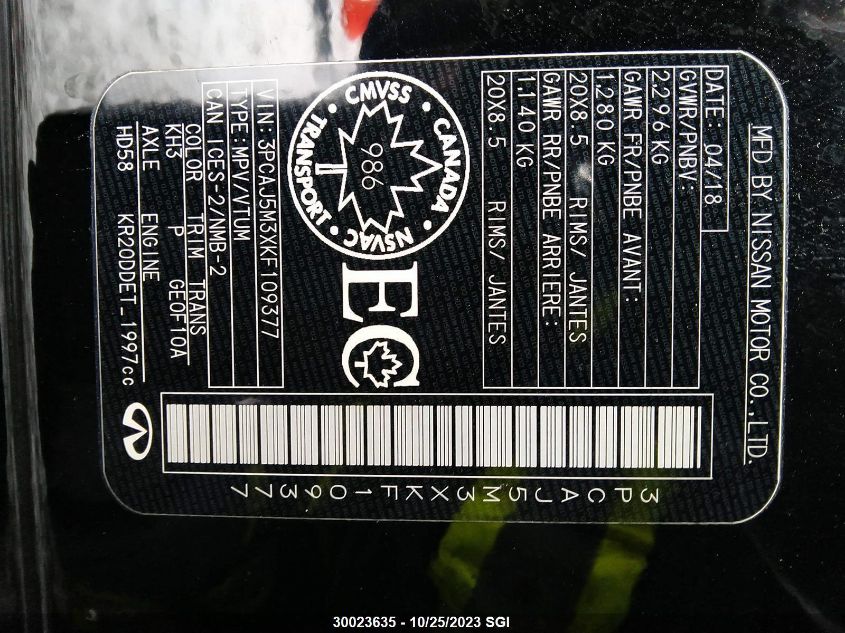 MFD BY NISSAN MOTOR CO.,LTD.
DATE: 04/18
GVWR/PNBV:
2,296 KG
GAWR FR/PNBE AVANT:
1,280 KG
20X8.5 RIMS/ JANTES
GAWR RR/PNBE ARRIERE:
1,140 KG
20X8.5 RIMS/ JANTES
CANADA
CMVSS
986
NSVAC
TRANSPORT
EC
VIN: 3PCAJ5M3XKF109377
TYPE: MPV/VTUM
CAN ICES-2/NMB-2
COLOR TRIM TRANS
KH3 P GE0F10A
AXLE ENGINE
HD58 KR20DDET_1997cc
3PCAJ5M3XKF109377
30023635 - 10/25/2023 SGI